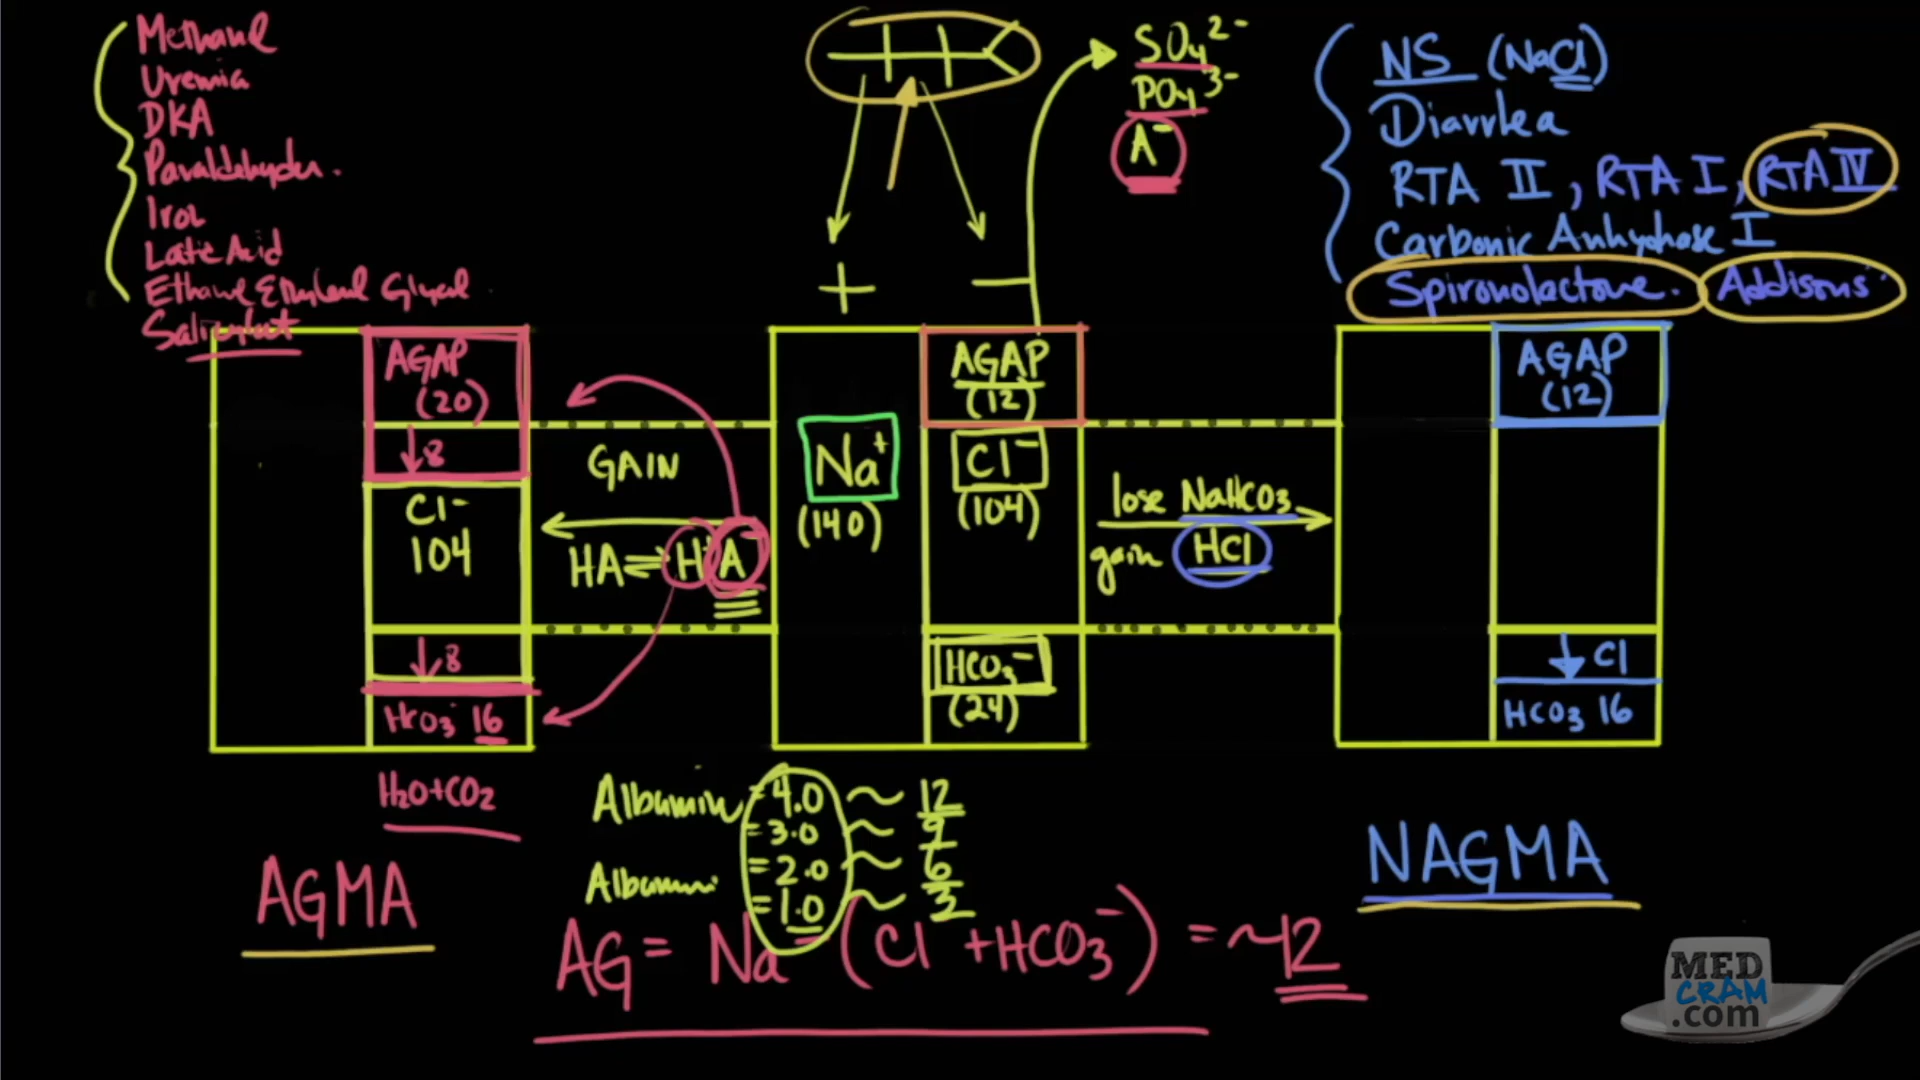 Methanol
Uremia
DKA
Paraldehyde.
Iron
Latic Acid
Ethanol Ethylene Glycol
Salicylate
SO4 2-
PO4 3-
A-
NS (NaCl)
Diarrhea
RTA II, RTA I, RTA IV
Carbonic Anhydrase I
Spironolactone. Addisons
+ −
AGAP
(20)
↓8
Cl-
104
↓8
HCO3- 16
H2O+CO2
AGMA
GAIN
HA⇌H+A-
Na+
(140)
AGAP
(12)
Cl-
(104)
HCO3-
(24)
lose NaHCO3
gain HCl
AGAP
(12)
↓ Cl
HCO3 16
NAGMA
Albumin = 4.0 ~ 12
= 3.0 ~ 9
Albumin = 2.0 ~ 6
= 1.0 ~ 3
AG = Na - (Cl- + HCO3-) = ~12
MED
CRAM
.com